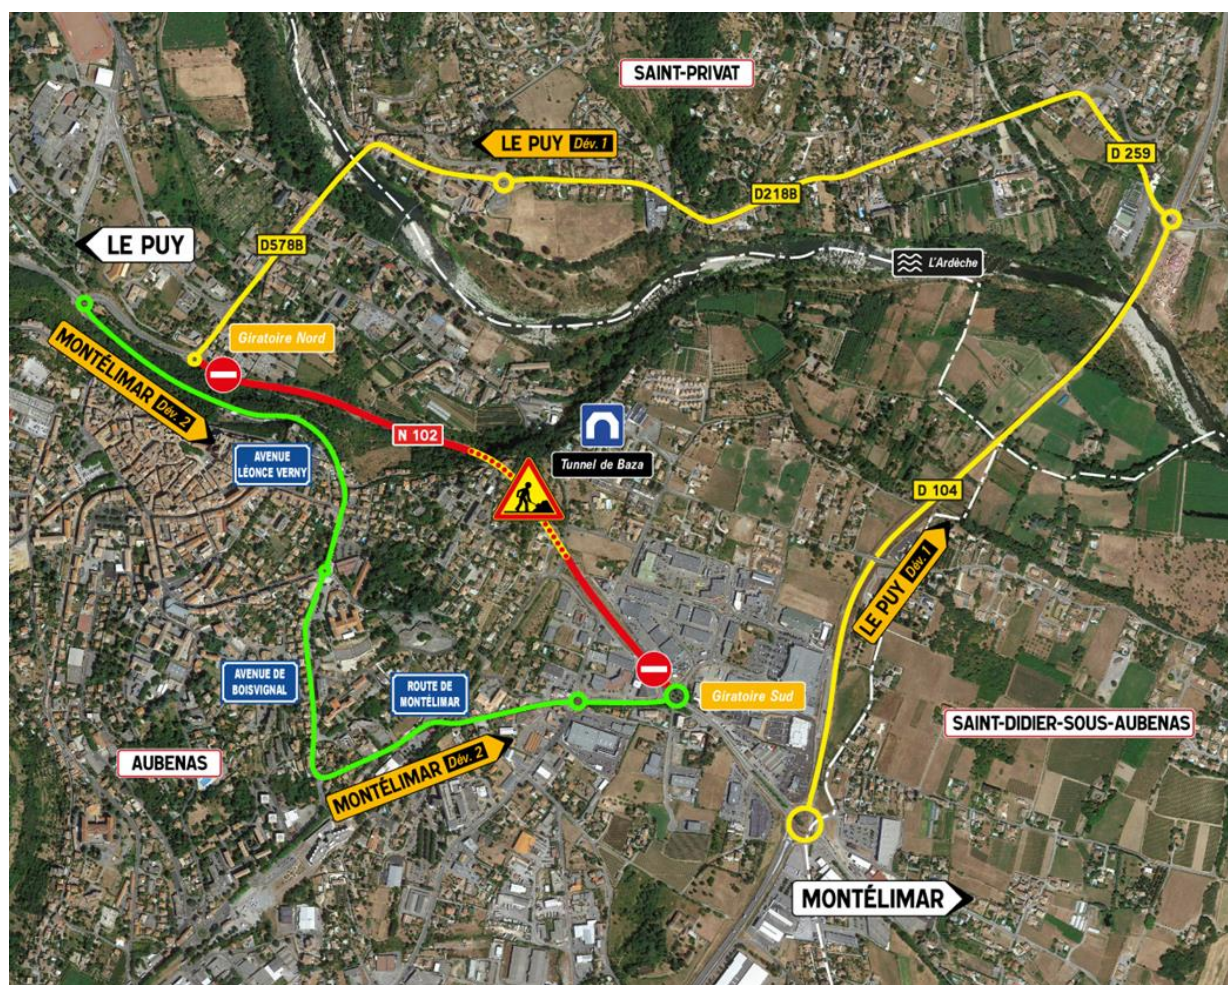 SAINT-PRIVAT
LE PUY Dév. 1
D 259
D218B
D578B
LE PUY
L'Ardèche
Giratoire Nord
MONTÉLIMAR Dév. 2
N 102
AVENUE
LÉONCE VERNY
Tunnel de Baza
D 104
LE PUY Dév. 1
AVENUE DE
BOISVIGNAL
ROUTE DE
MONTÉLIMAR
Giratoire Sud
SAINT-DIDIER-SOUS-AUBENAS
AUBENAS
MONTÉLIMAR Dév. 2
MONTÉLIMAR